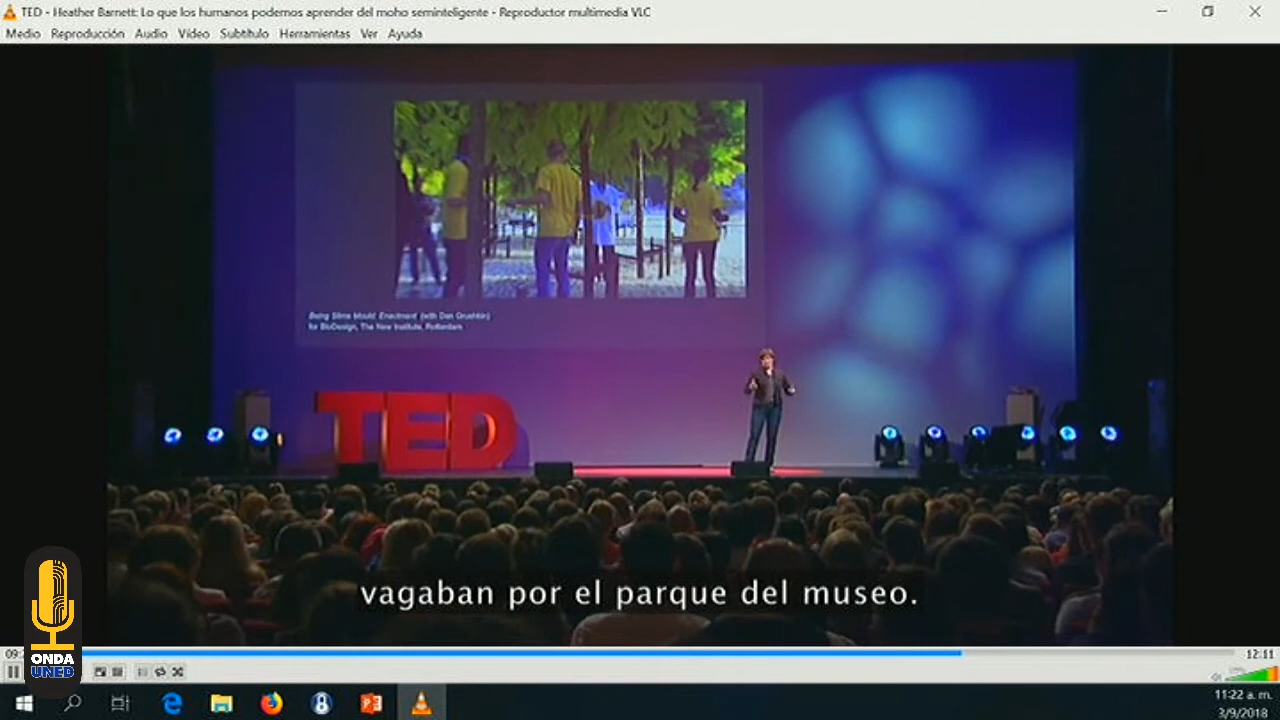 TED - Heather Barnett: Lo que los humanos podemos aprender del moho seminteligente - Reproductor multimedia VLC
Medio Reproducción Audio Vídeo Subtítulo Herramientas Ver Ayuda
Being Slime Mould: Enactment (with Dan Grushkin)
for BioDesign, The New Institute, Rotterdam
TED
vagaban por el parque del museo.
12:11
ONDA
UNED
11:22 a. m.
3/9/2018